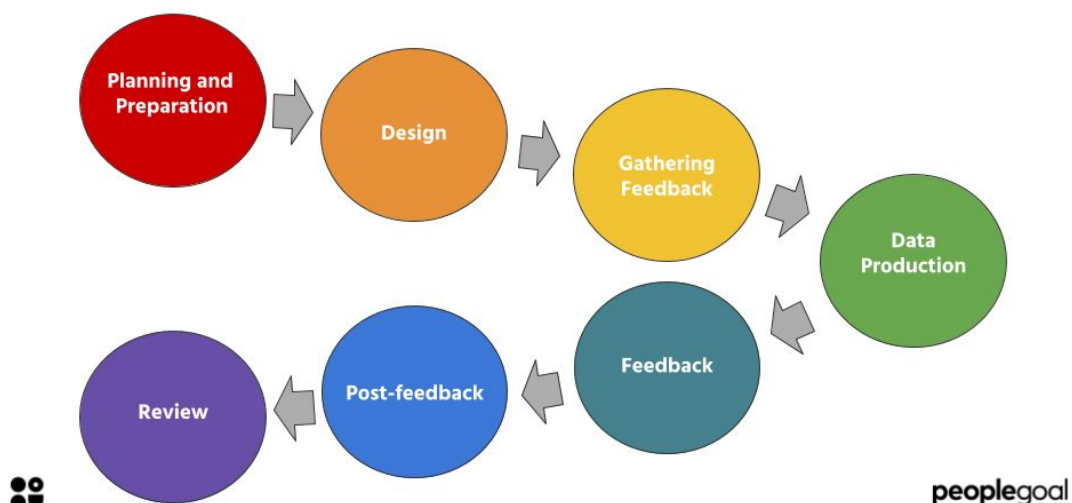 Planning and
Preparation
Design
Gathering
Feedback
Data
Production
Feedback
Post-feedback
Review
peoplegoal